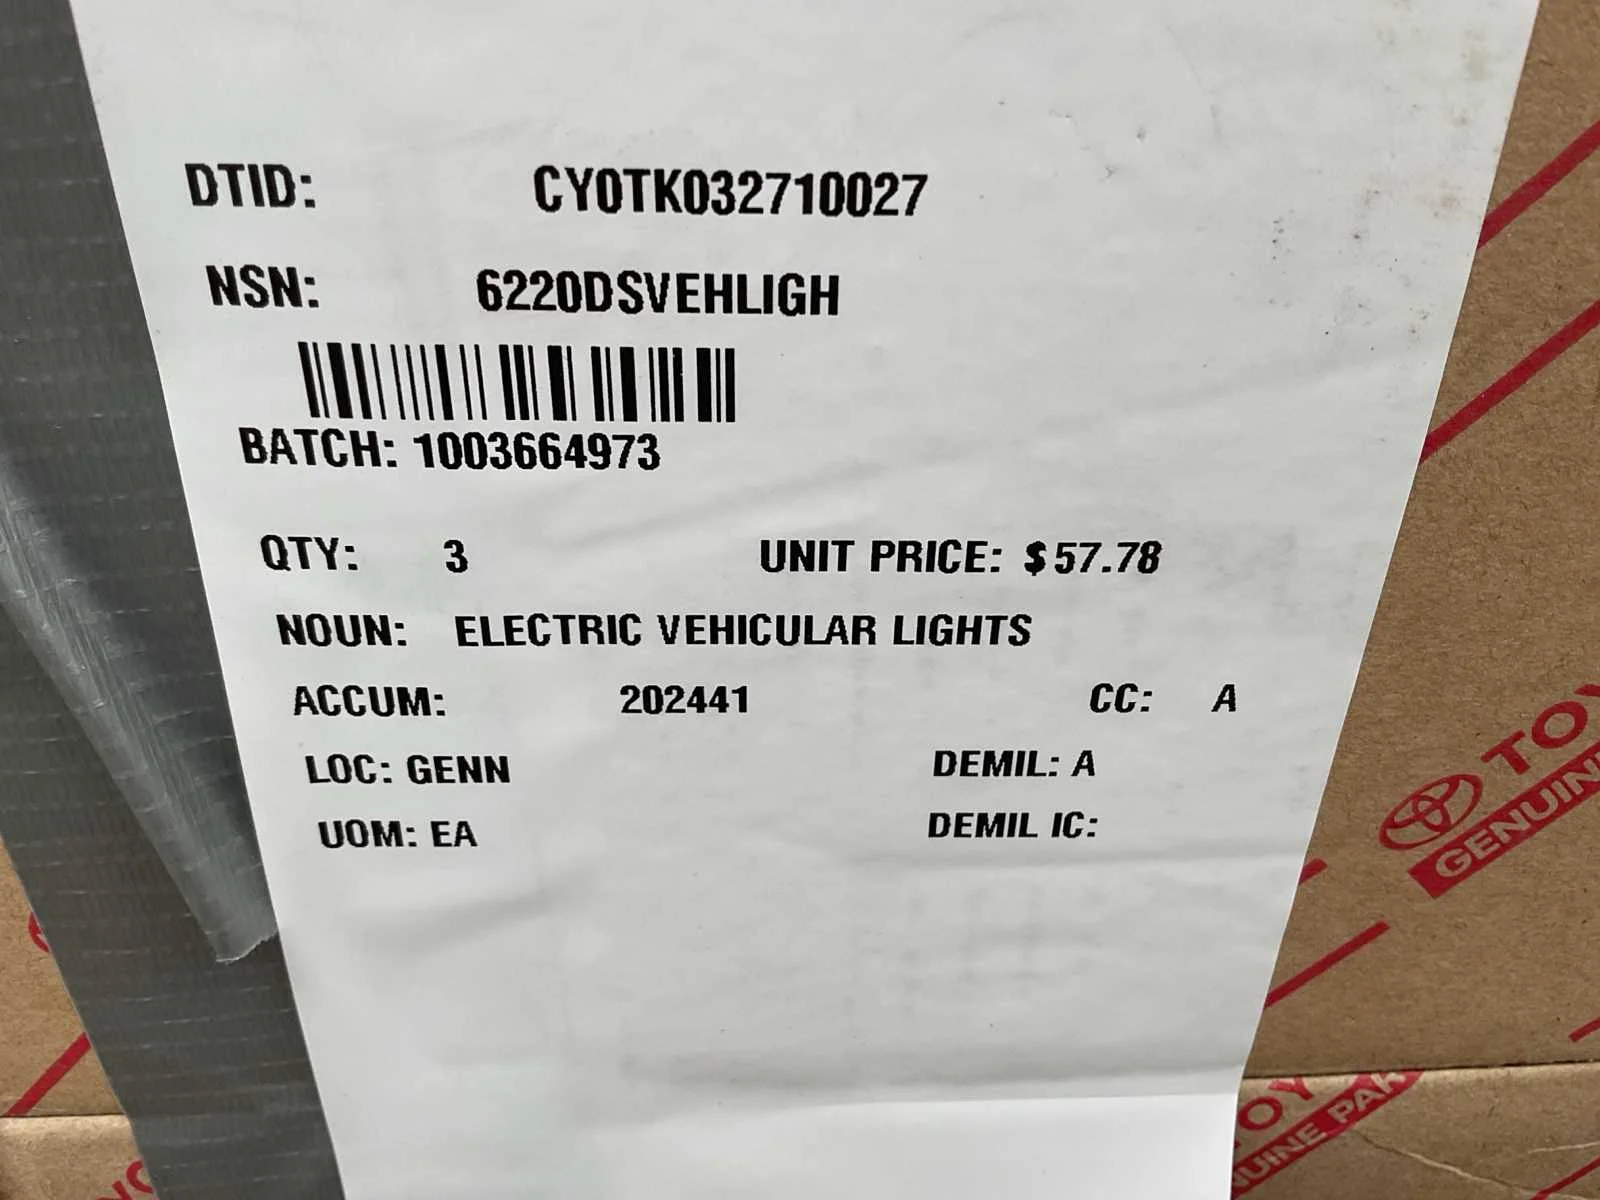 DTID: CY0TK032710027
NSN: 6220DSVEHLIGH
BATCH: 1003664973
QTY: 3 UNIT PRICE: $57.78
NOUN: ELECTRIC VEHICULAR LIGHTS
ACCUM: 202441 CC: A
LOC: GENN DEMIL: A
UOM: EA DEMIL IC:
TOY
GENUIN
TOY
UINE PAR